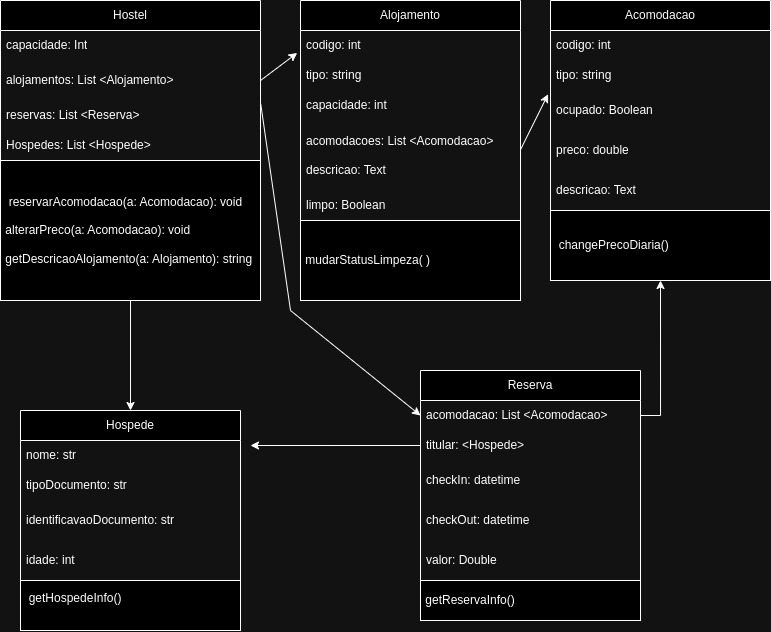 Hostel
capacidade: Int
alojamentos: List <Alojamento>
reservas: List <Reserva>
Hospedes: List <Hospede>
reservarAcomodacao(a: Acomodacao): void
alterarPreco(a: Acomodacao): void
getDescricaoAlojamento(a: Alojamento): string
Alojamento
codigo: int
tipo: string
capacidade: int
acomodacoes: List <Acomodacao>
descricao: Text
limpo: Boolean
mudarStatusLimpeza( )
Acomodacao
codigo: int
tipo: string
ocupado: Boolean
preco: double
descricao: Text
changePrecoDiaria()
Hospede
nome: str
tipoDocumento: str
identificavaoDocumento: str
idade: int
getHospedeInfo()
Reserva
acomodacao: List <Acomodacao>
titular: <Hospede>
checkIn: datetime
checkOut: datetime
valor: Double
getReservaInfo()